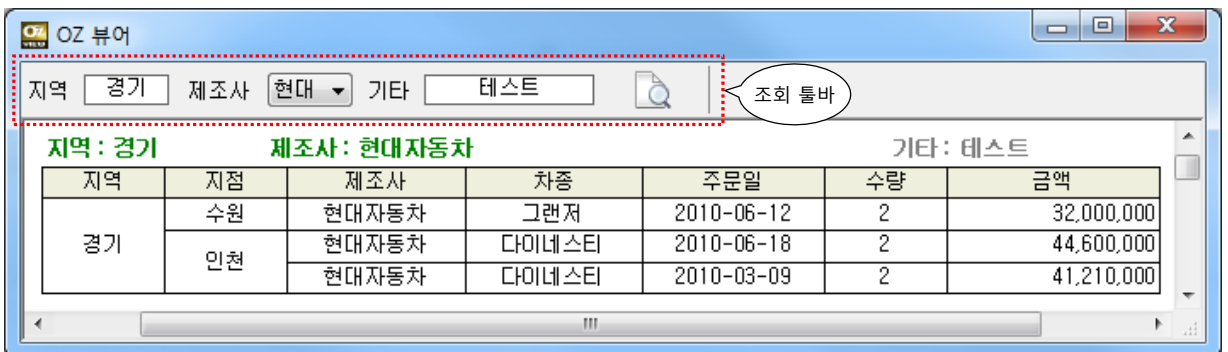 OZ 뷰어
지역 경기 제조사 현대 기타 테스트
조회 툴바
지역 : 경기 제조사 : 현대자동차 기타 : 테스트
지역 지점 제조사 차종 주문일 수량 금액
경기 수원 현대자동차 그랜저 2010-06-12 2 32,000,000
인천 현대자동차 다이네스티 2010-06-18 2 44,600,000
현대자동차 다이네스티 2010-03-09 2 41,210,000